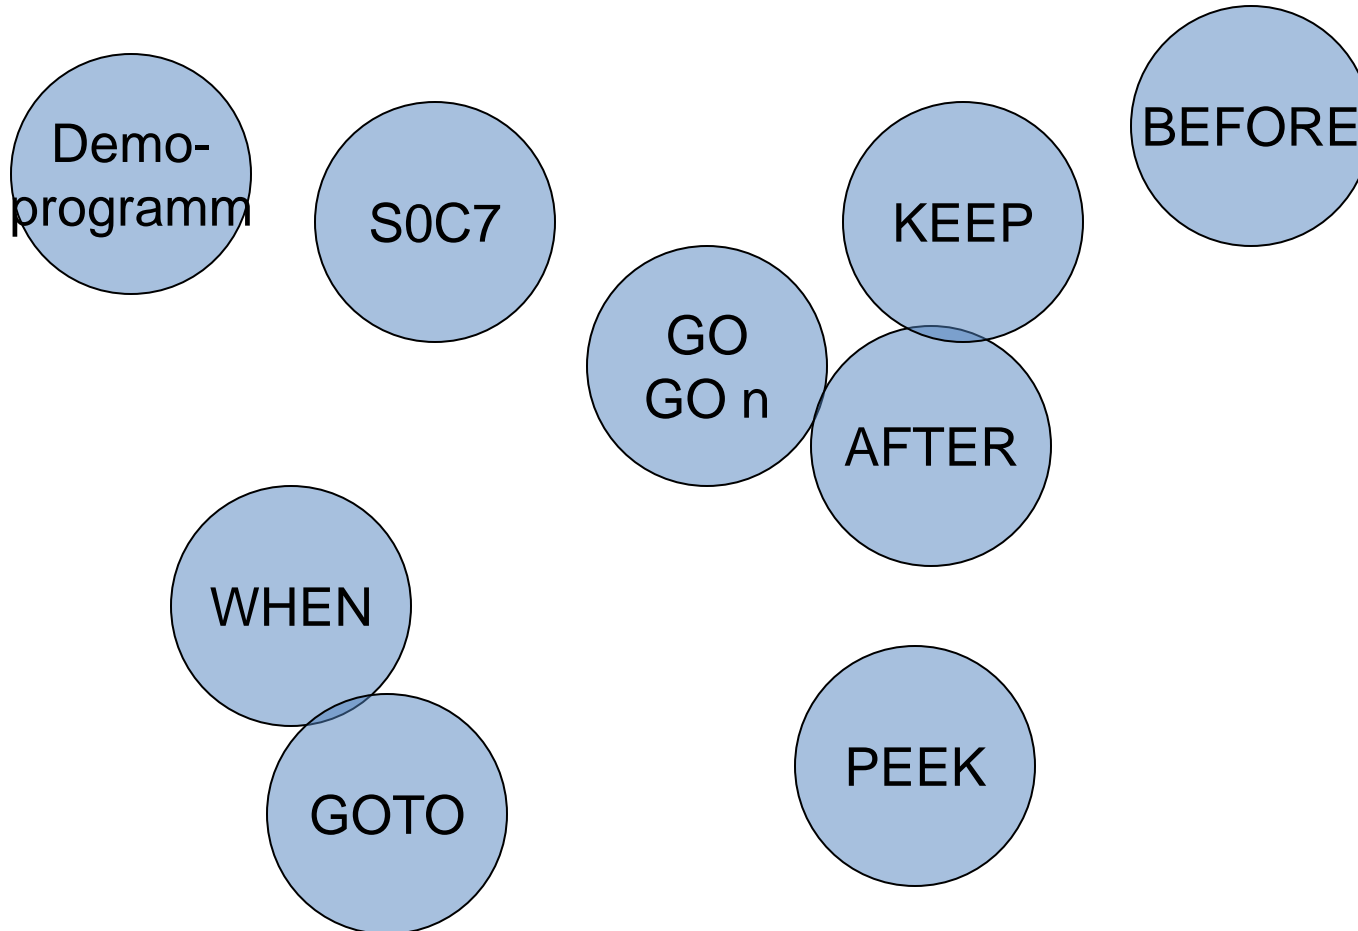 Demo-
programm
S0C7
BEFORE
KEEP
GO
GO n
AFTER
WHEN
GOTO
PEEK